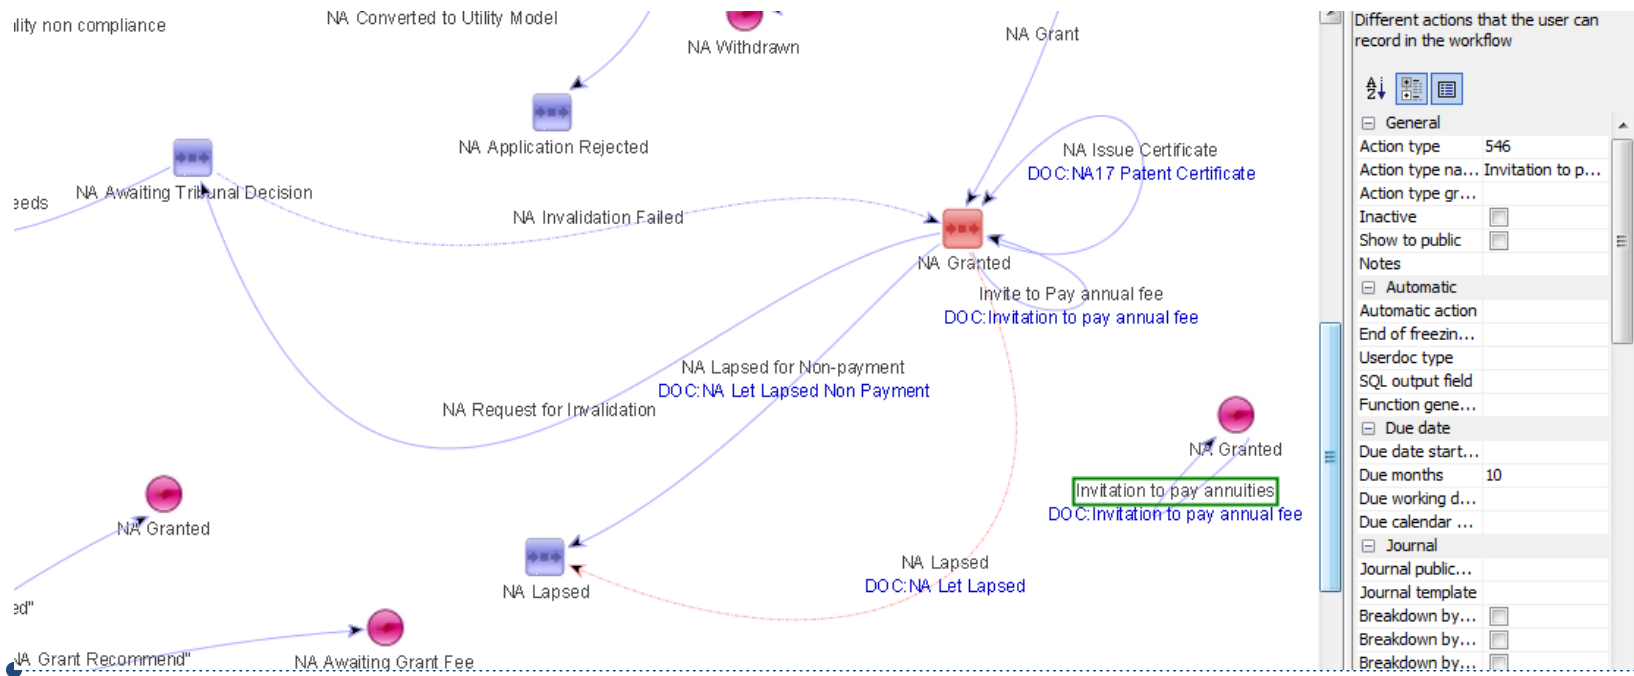 ility non compliance
NA Converted to Utility Model
NA Withdrawn
NA Grant
NA Application Rejected
NA Issue Certificate
DOC:NA17 Patent Certificate
NA Awaiting Tribunal Decision
eeds
NA Invalidation Failed
NA Granted
Invite to Pay annual fee
DOC:Invitation to pay annual fee
NA Lapsed for Non-payment
DOC:NA Let Lapsed Non Payment
NA Request for Invalidation
NA Granted
Invitation to pay annuities
DOC:Invitation to pay annual fee
NA Granted
NA Lapsed
DOC:NA Let Lapsed
NA Lapsed
ed"
NA Grant Recommend"
NA Awaiting Grant Fee
Different actions that the user can
record in the workflow
General
Action type 546
Action type na... Invitation to p...
Action type gr...
Inactive
Show to public
Notes
Automatic
Automatic action
End of freezin...
Userdoc type
SQL output field
Function gene...
Due date
Due date start...
Due months 10
Due working d...
Due calendar ...
Journal
Journal public...
Journal template
Breakdown by...
Breakdown by...
Breakdown by...